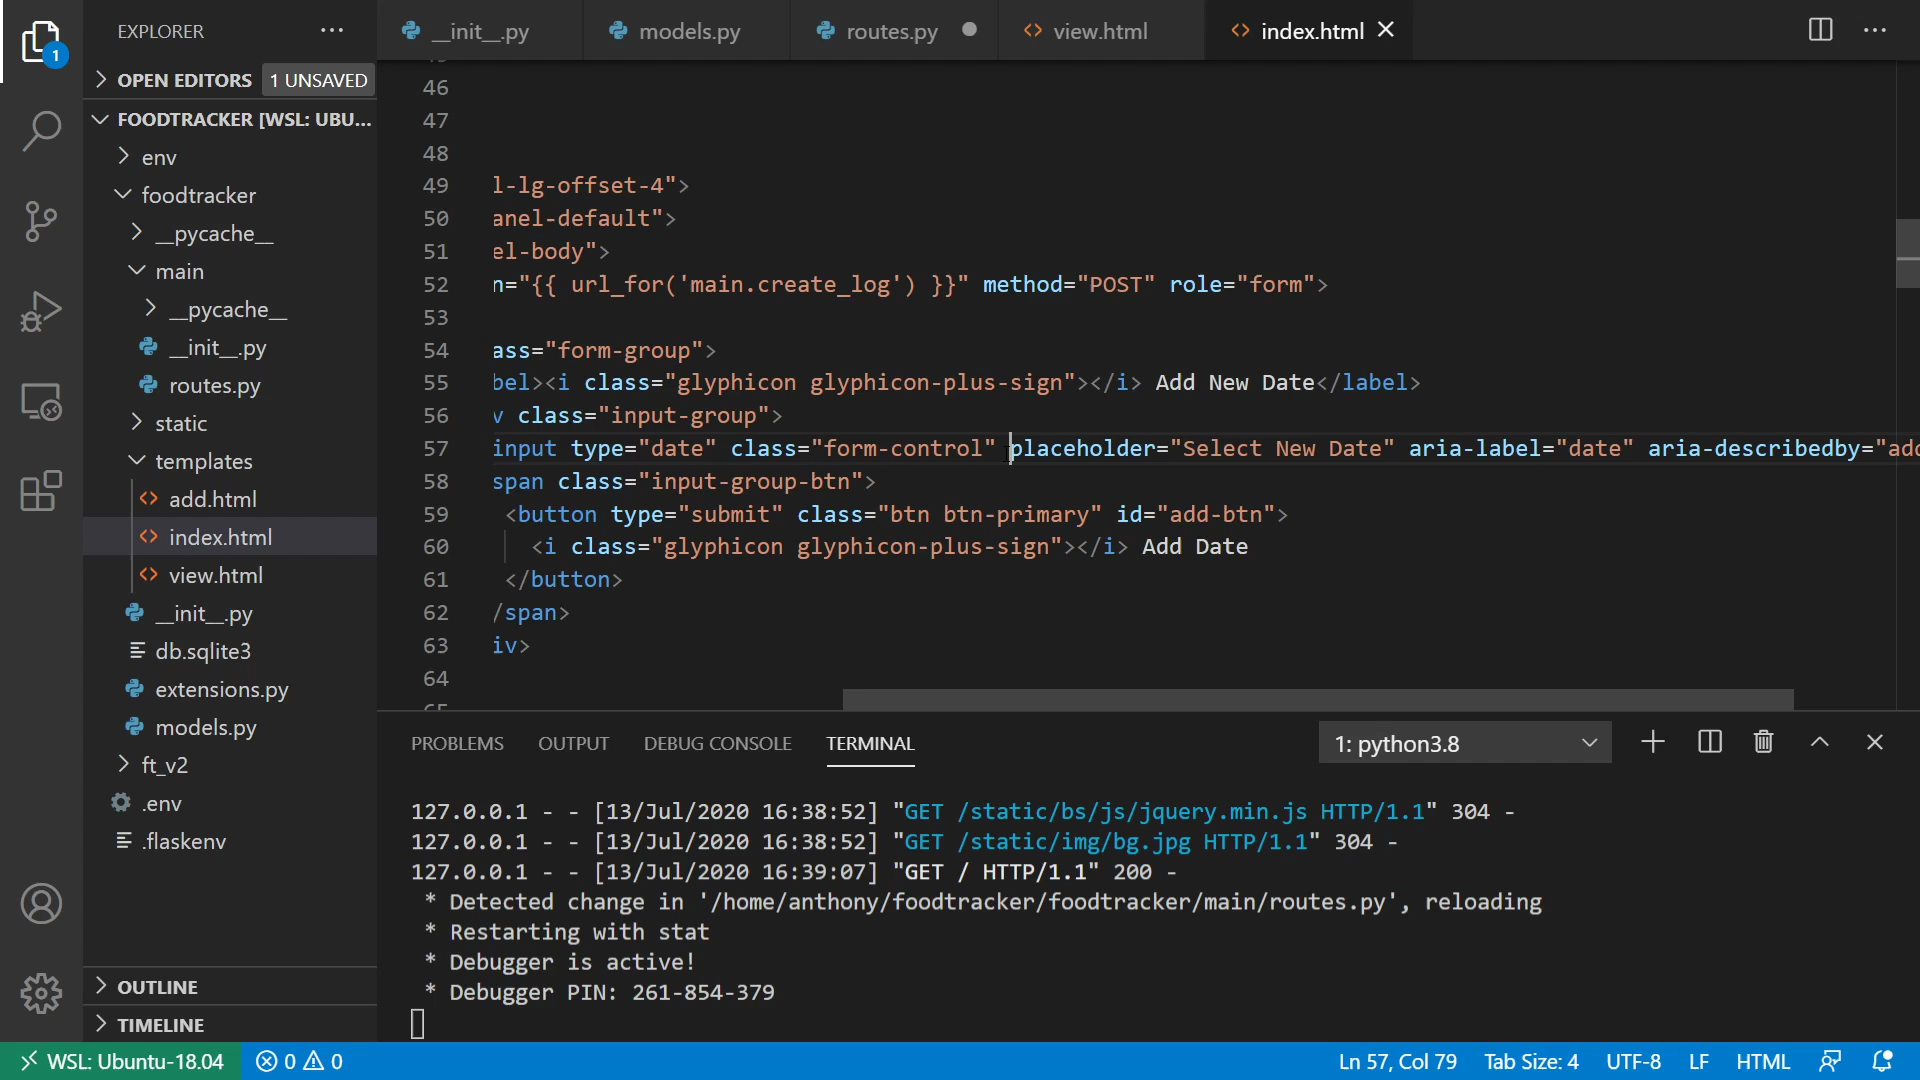 EXPLORER
1
OPEN EDITORS 1 UNSAVED
FOODTRACKER [WSL: UBU...
env
foodtracker
__pycache__
main
__pycache__
__init__.py
routes.py
static
templates
add.html
index.html
view.html
__init__.py
db.sqlite3
extensions.py
models.py
ft_v2
.env
.flaskenv
OUTLINE
TIMELINE
__init__.py models.py routes.py view.html index.html
46
47
48
49 l-lg-offset-4">
50 anel-default">
51 el-body">
52 n="{{ url_for('main.create_log') }}" method="POST" role="form">
53
54 ass="form-group">
55 bel><i class="glyphicon glyphicon-plus-sign"></i> Add New Date</label>
56 v class="input-group">
57 input type="date" class="form-control" placeholder="Select New Date" aria-label="date" aria-describedby="add
58 span class="input-group-btn">
59 <button type="submit" class="btn btn-primary" id="add-btn">
60 <i class="glyphicon glyphicon-plus-sign"></i> Add Date
61 </button>
62 /span>
63 iv>
64
PROBLEMS OUTPUT DEBUG CONSOLE TERMINAL 1: python3.8
127.0.0.1 - - [13/Jul/2020 16:38:52] "GET /static/bs/js/jquery.min.js HTTP/1.1" 304 -
127.0.0.1 - - [13/Jul/2020 16:38:52] "GET /static/img/bg.jpg HTTP/1.1" 304 -
127.0.0.1 - - [13/Jul/2020 16:39:07] "GET / HTTP/1.1" 200 -
* Detected change in '/home/anthony/foodtracker/foodtracker/main/routes.py', reloading
* Restarting with stat
* Debugger is active!
* Debugger PIN: 261-854-379
WSL: Ubuntu-18.04 0 0 Ln 57, Col 79 Tab Size: 4 UTF-8 LF HTML